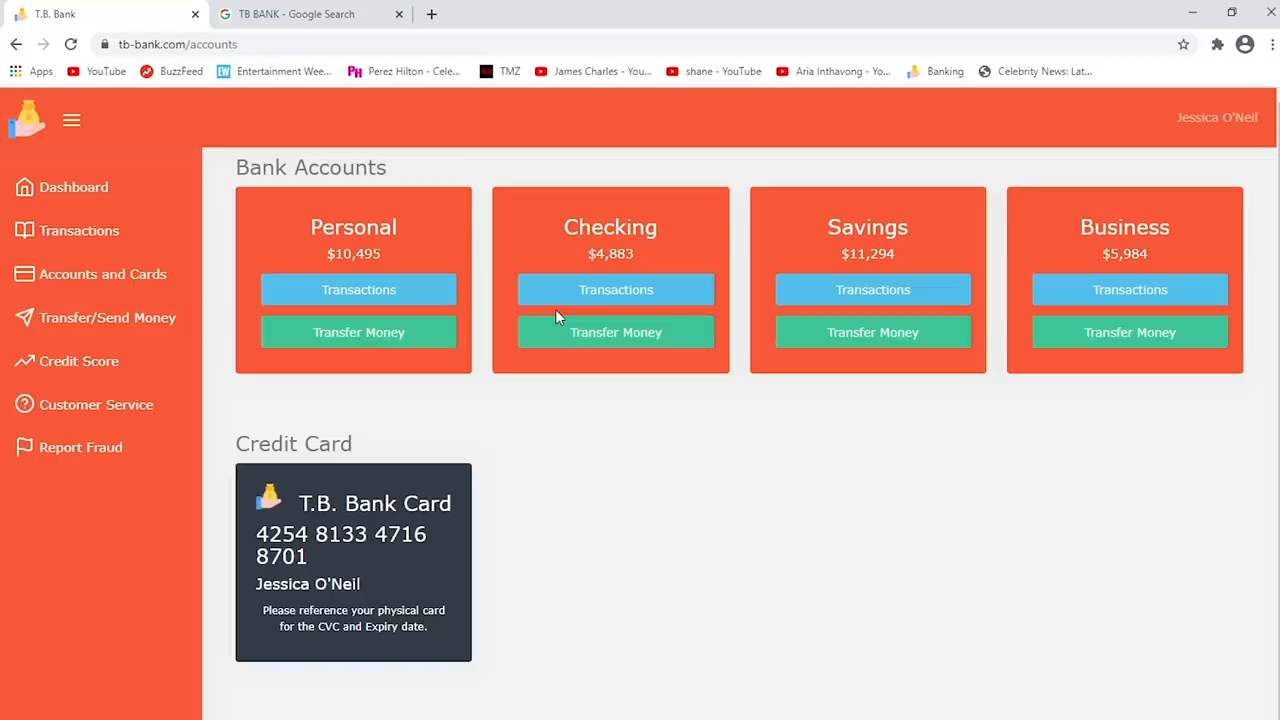 T.B. Bank
TB BANK - Google Search
tb-bank.com/accounts
Apps YouTube BuzzFeed Entertainment Wee... Perez Hilton - Cele... TMZ James Charles - You... shane - YouTube Aria Inthavong - Yo... Banking Celebrity News: Lat...
Jessica O'Neil
Dashboard
Transactions
Accounts and Cards
Transfer/Send Money
Credit Score
Customer Service
Report Fraud
Bank Accounts
Personal
$10,495
Transactions
Transfer Money
Checking
$4,883
Transactions
Transfer Money
Savings
$11,294
Transactions
Transfer Money
Business
$5,984
Transactions
Transfer Money
Credit Card
T.B. Bank Card
4254 8133 4716
8701
Jessica O'Neil
Please reference your physical card
for the CVC and Expiry date.